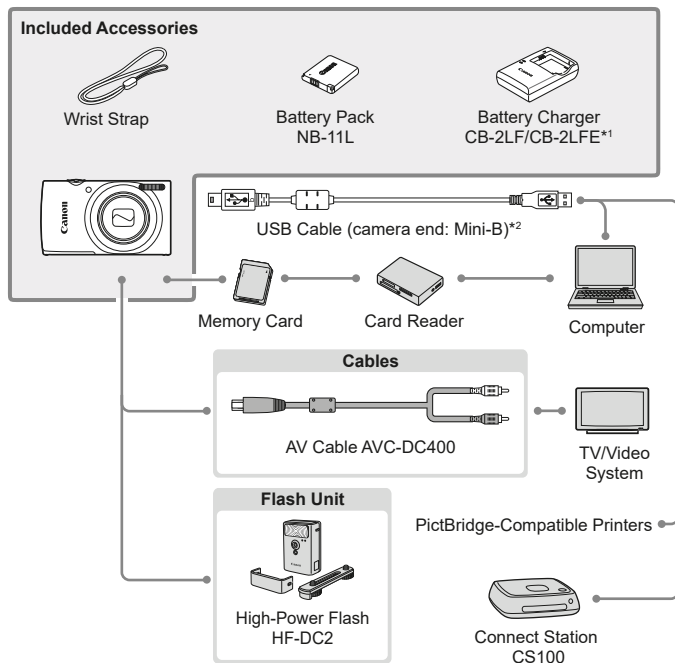 Included Accessories
Wrist Strap
Battery Pack
NB-11L
Canon
Battery Charger
CB-2LF/CB-2LFE*1
Canon
USB Cable (camera end: Mini-B)*2
Memory Card
Card Reader
Computer
Cables
AV Cable AVC-DC400
TV/Video
System
Flash Unit
High-Power Flash
HF-DC2
PictBridge-Compatible Printers
Connect Station
CS100